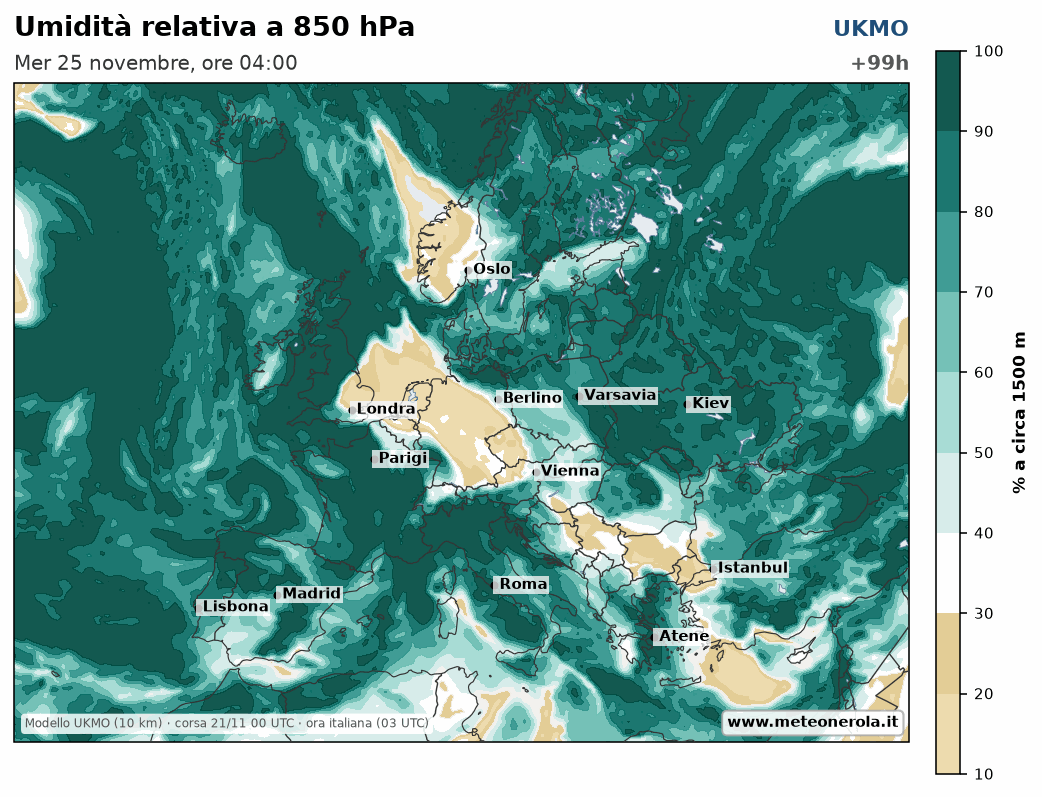 Umidità relativa a 850 hPa
UKMO
Mer 25 novembre, ore 04:00
+99h
100
90
80
70
60
50
40
30
20
10
% a circa 1500 m
Oslo
Londra
Berlino
Varsavia
Kiev
Parigi
Vienna
Istanbul
Roma
Madrid
Lisbona
Atene
Modello UKMO (10 km) · corsa 21/11 00 UTC · ora italiana (03 UTC)
www.meteonerola.it